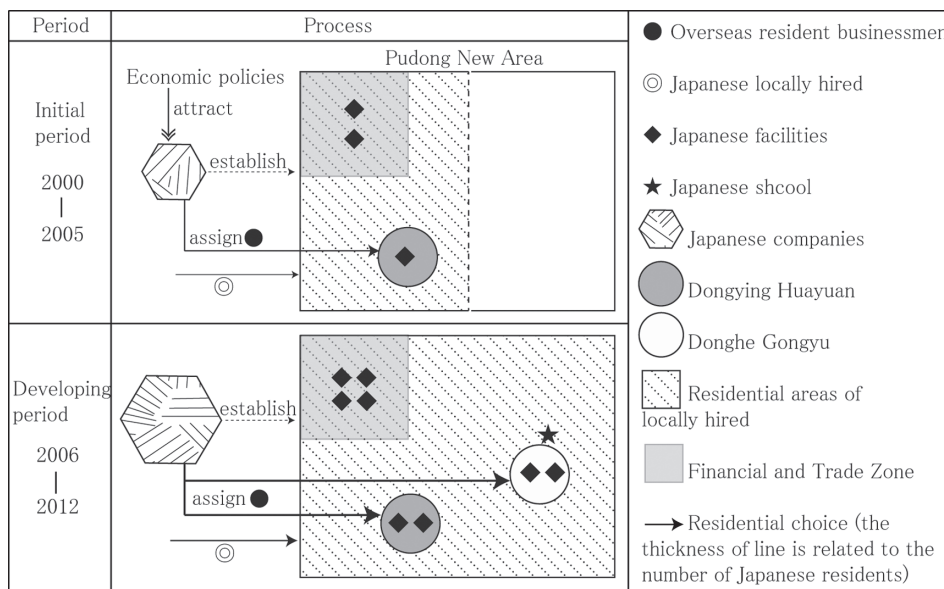 Period
Process
Initial
period
2000
2005
Economic policies
attract
establish
assign
Pudong New Area
Developing
period
2006
2012
establish
assign
Overseas resident businessmen
Japanese locally hired
Japanese facilities
Japanese shcool
Japanese companies
Dongying Huayuan
Donghe Gongyu
Residential areas of
locally hired
Financial and Trade Zone
Residential choice (the
thickness of line is related to the
number of Japanese residents)